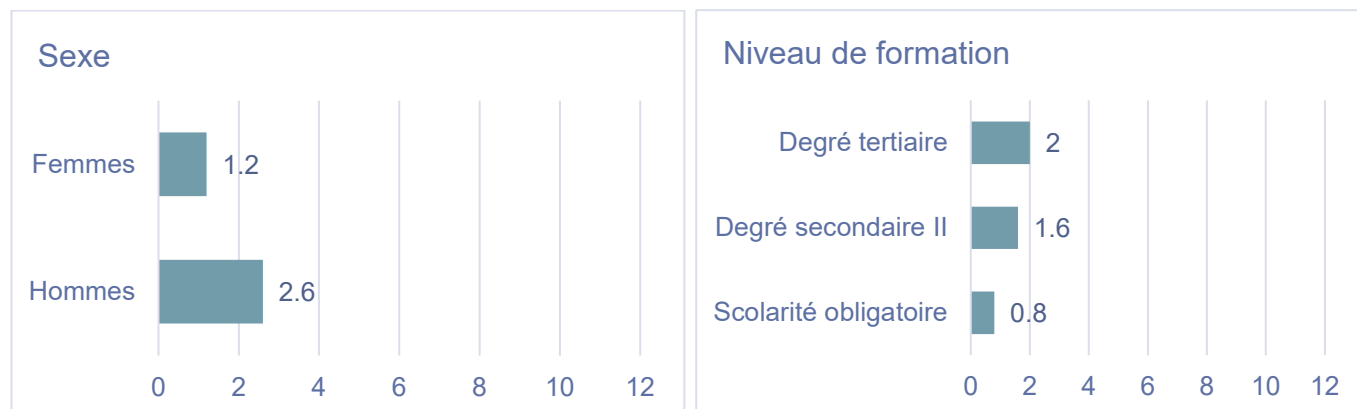 Sexe
Femmes 1.2
Hommes 2.6
0 2 4 6 8 10 12
Niveau de formation
Degré tertiaire 2
Degré secondaire II 1.6
Scolarité obligatoire 0.8
0 2 4 6 8 10 12